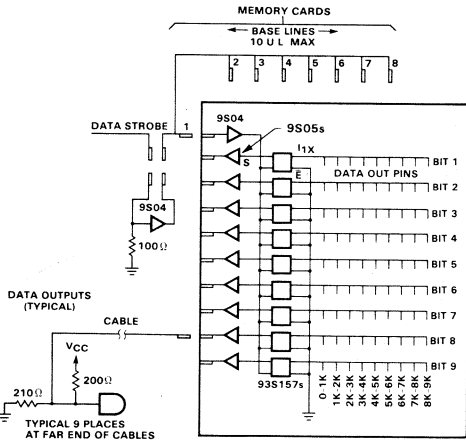 MEMORY CARDS
BASE LINES
10 U L MAX
2 3 4 5 6 7 8
DATA STROBE
1
9S04
9S05s
S
I1X
E
DATA OUT PINS
BIT 1
BIT 2
BIT 3
BIT 4
BIT 5
BIT 6
BIT 7
BIT 8
BIT 9
9S04
100Ω
DATA OUTPUTS
(TYPICAL)
CABLE
VCC
200Ω
210Ω
TYPICAL 9 PLACES
AT FAR END OF CABLES
93S157s
0-1K
1K-2K
2K-3K
3K-4K
4K-5K
5K-6K
6K-7K
7K-8K
8K-9K